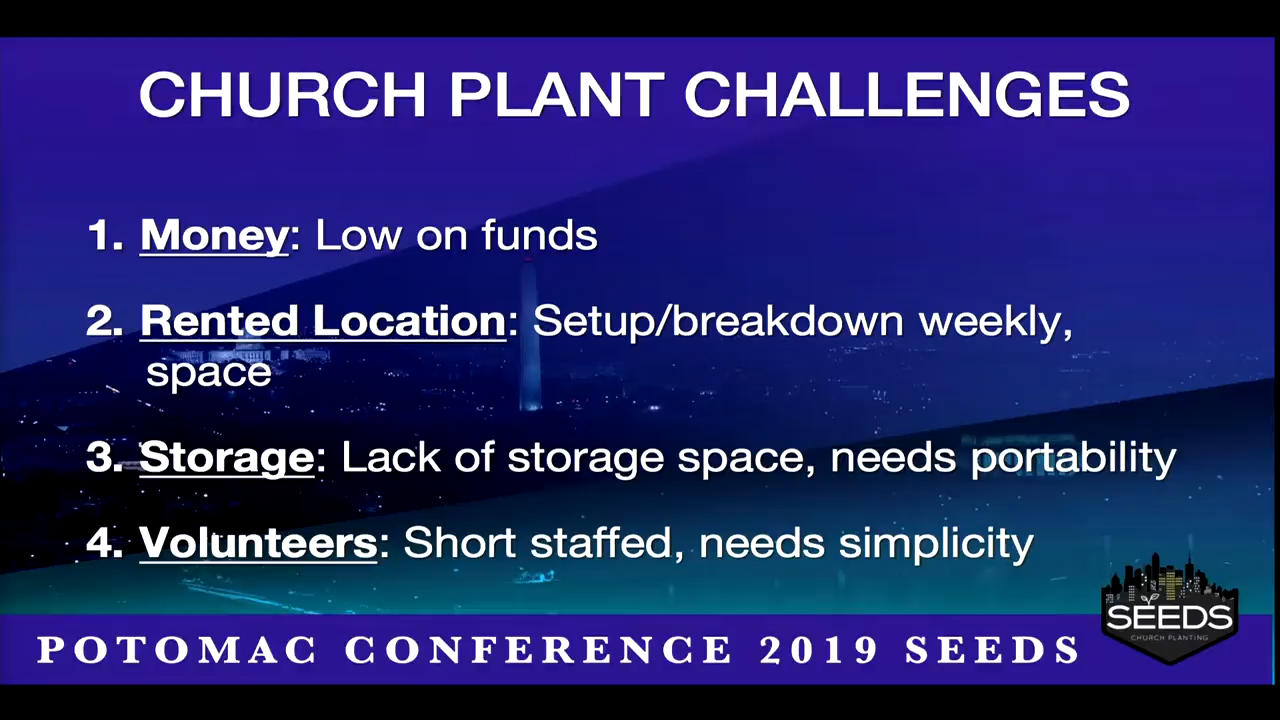 CHURCH PLANT CHALLENGES
1. Money: Low on funds
2. Rented Location: Setup/breakdown weekly,
space
3. Storage: Lack of storage space, needs portability
4. Volunteers: Short staffed, needs simplicity
SEEDS
CHURCH PLANTING
POTOMAC CONFERENCE 2019 SEEDS